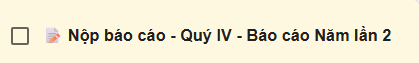 📝 Nộp báo cáo - Quý IV - Báo cáo Năm lần 2